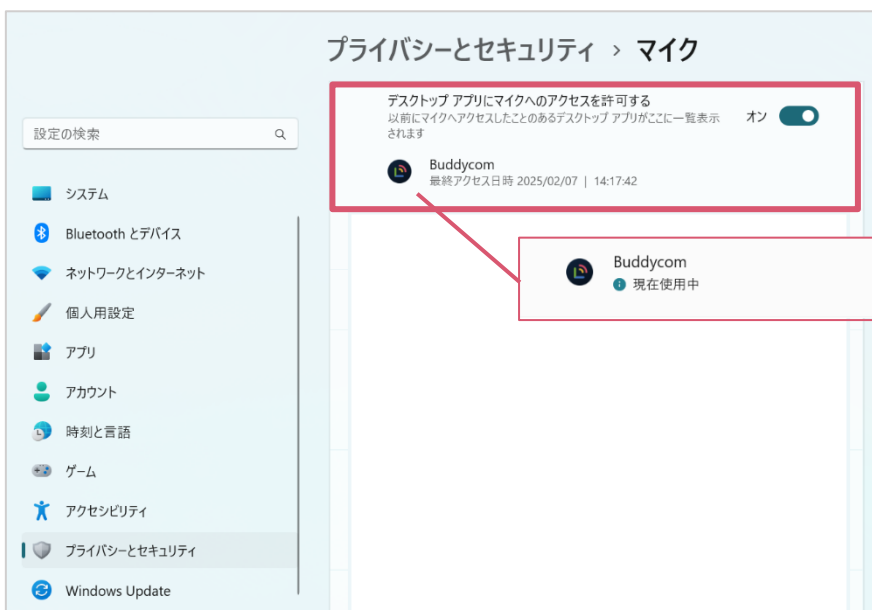 プライバシーとセキュリティ › マイク
設定の検索
システム
Bluetooth とデバイス
ネットワークとインターネット
個人用設定
アプリ
アカウント
時刻と言語
ゲーム
アクセシビリティ
プライバシーとセキュリティ
Windows Update
デスクトップ アプリにマイクへのアクセスを許可する
以前にマイクへアクセスしたことのあるデスクトップ アプリがここに一覧表示
されます
オン
Buddycom
最終アクセス日時 2025/02/07 | 14:17:42
Buddycom
現在使用中